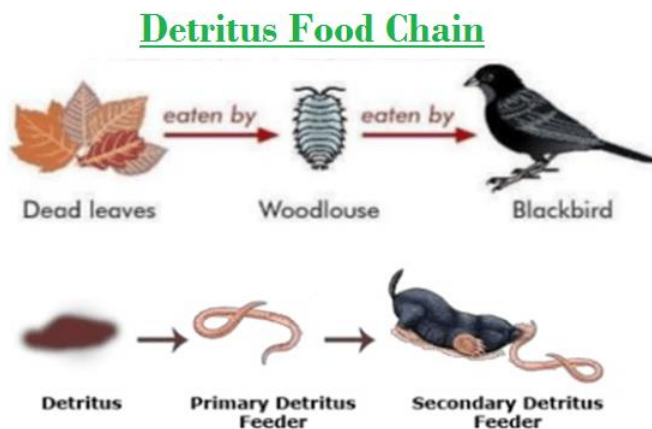 Detritus Food Chain
eaten by eaten by
Dead leaves Woodlouse Blackbird
Detritus Primary Detritus Feeder Secondary Detritus Feeder